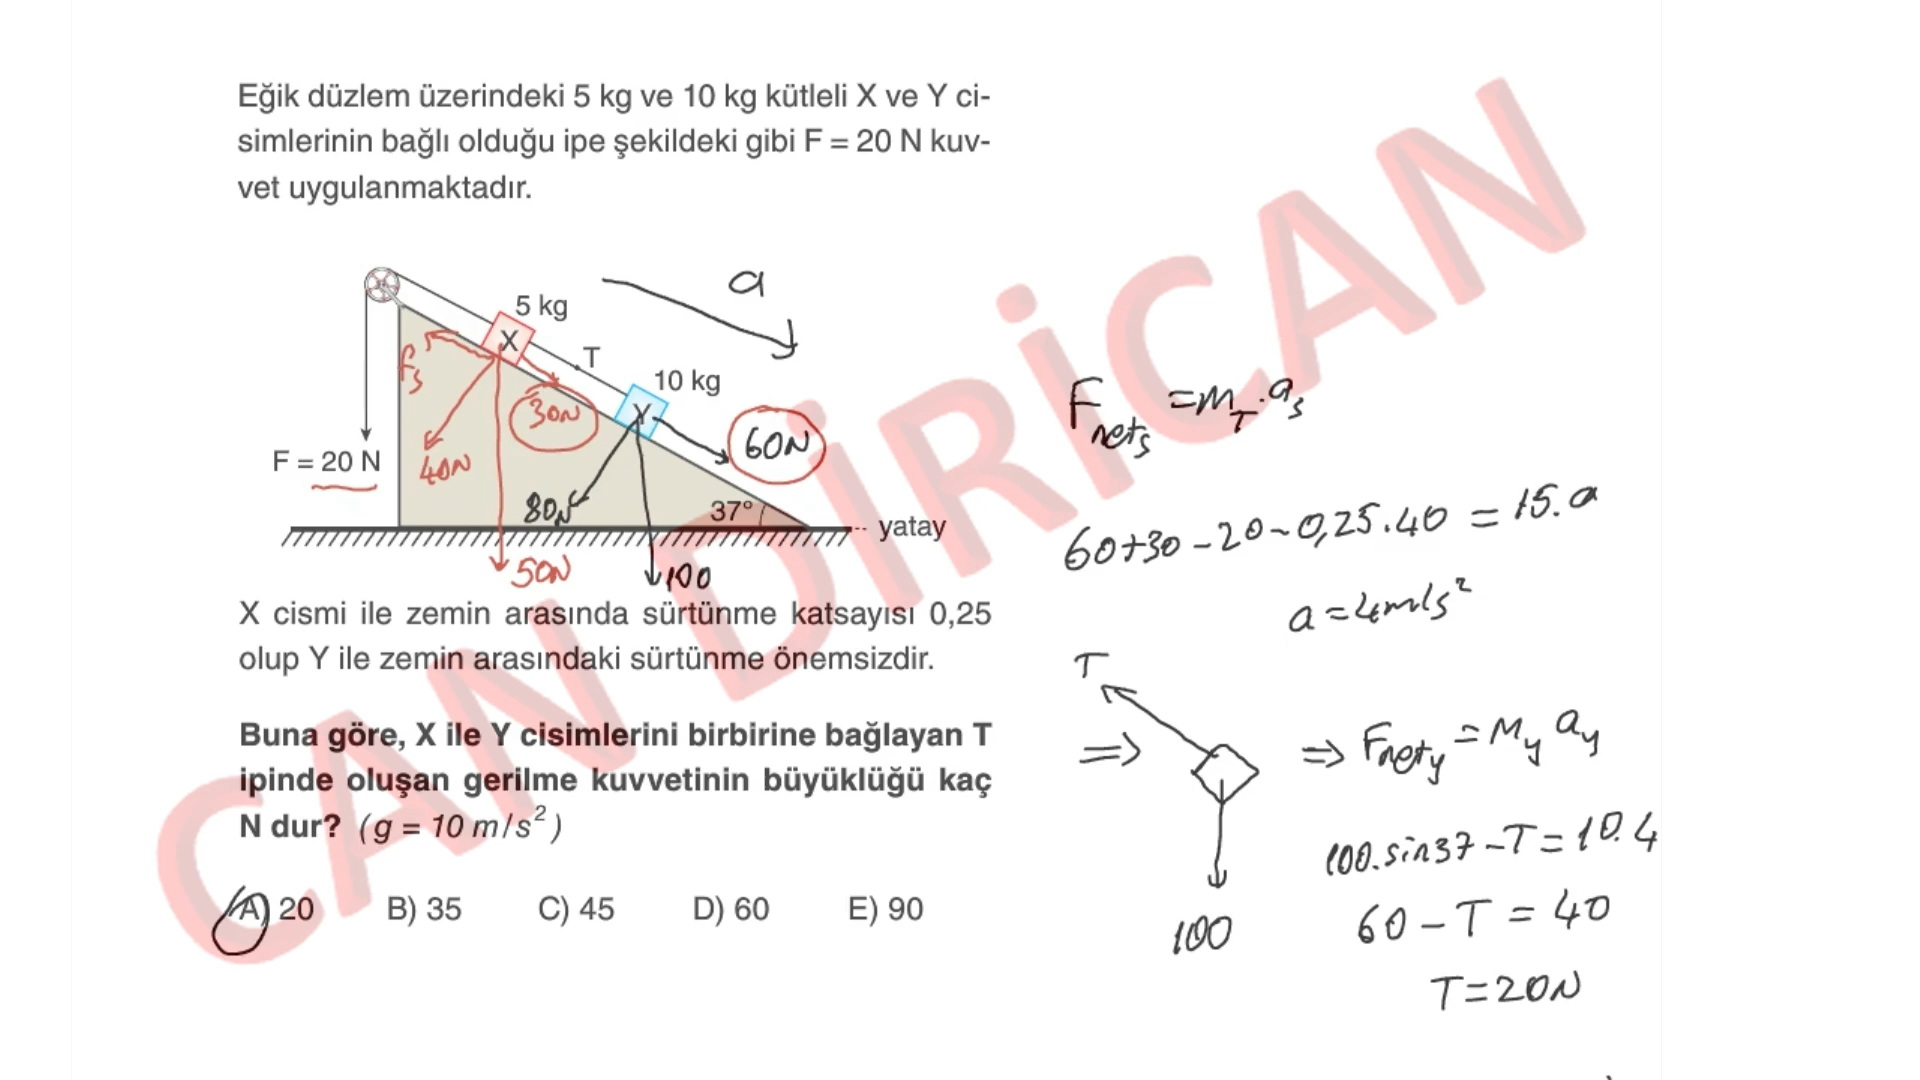 Eğik düzlem üzerindeki 5 kg ve 10 kg kütleli X ve Y ci-
simlerinin bağlı olduğu ipe şekildeki gibi F = 20 N kuv-
vet uygulanmaktadır.
a
5 kg
X
T
10 kg
Y
fs
30N
60N
F = 20 N
40N
80N
37°
yatay
50N
100
X cismi ile zemin arasında sürtünme katsayısı 0,25
olup Y ile zemin arasındaki sürtünme önemsizdir.
Buna göre, X ile Y cisimlerini birbirine bağlayan T
ipinde oluşan gerilme kuvvetinin büyüklüğü kaç
N dur? (g = 10 m/s²)
A) 20 B) 35 C) 45 D) 60 E) 90
Fnets = mT.as
60+30-20-0,25.40 = 15.a
a = 4m/s²
T
100
⇒
⇒ Fnety = my ay
100.sin37-T = 10.4
60-T = 40
T=20N
CAN DİRİCAN